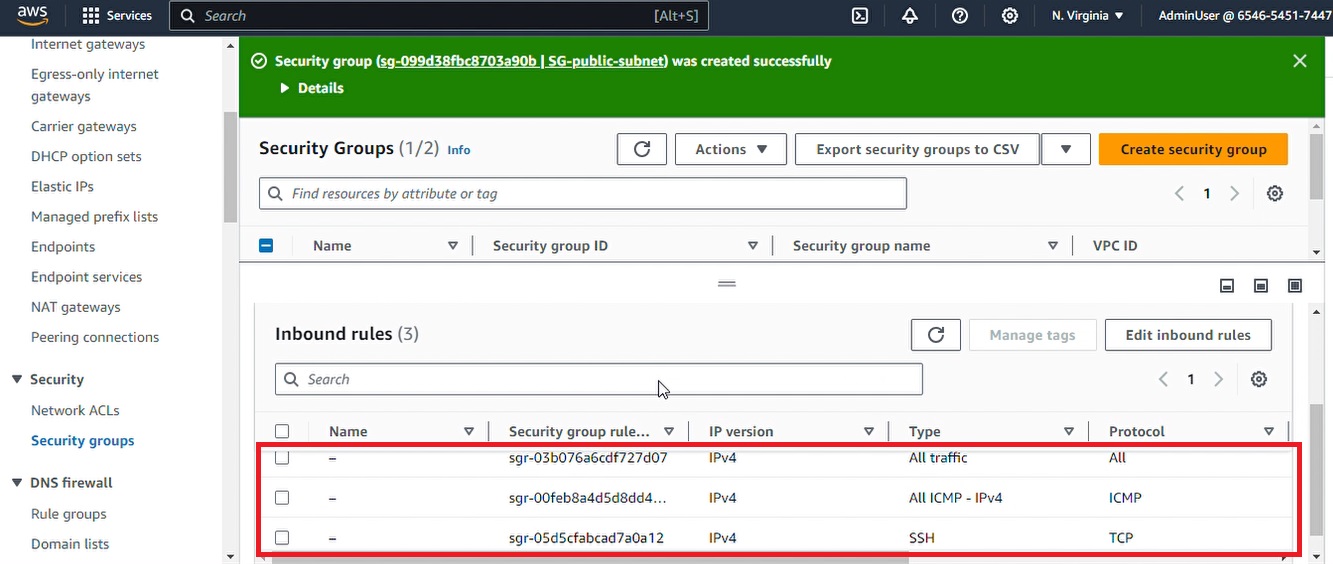 aws Services Search [Alt+S] N. Virginia AdminUser @ 6546-5451-7447
Internet gateways
Egress-only internet
gateways
Carrier gateways
DHCP option sets
Elastic IPs
Managed prefix lists
Endpoints
Endpoint services
NAT gateways
Peering connections
Security
Network ACLs
Security groups
DNS firewall
Rule groups
Domain lists
Security group (sg-099d38fbc8703a90b | SG-public-subnet) was created successfully
Details
Security Groups (1/2) Info Actions Export security groups to CSV Create security group
Find resources by attribute or tag 1
Name Security group ID Security group name VPC ID
Inbound rules (3) Manage tags Edit inbound rules
Search 1
Name Security group rule... IP version Type Protocol
– sgr-03b076a6cdf727d07 IPv4 All traffic All
– sgr-00feb8a4d5d8dd4... IPv4 All ICMP - IPv4 ICMP
– sgr-05d5cfabcad7a0a12 IPv4 SSH TCP